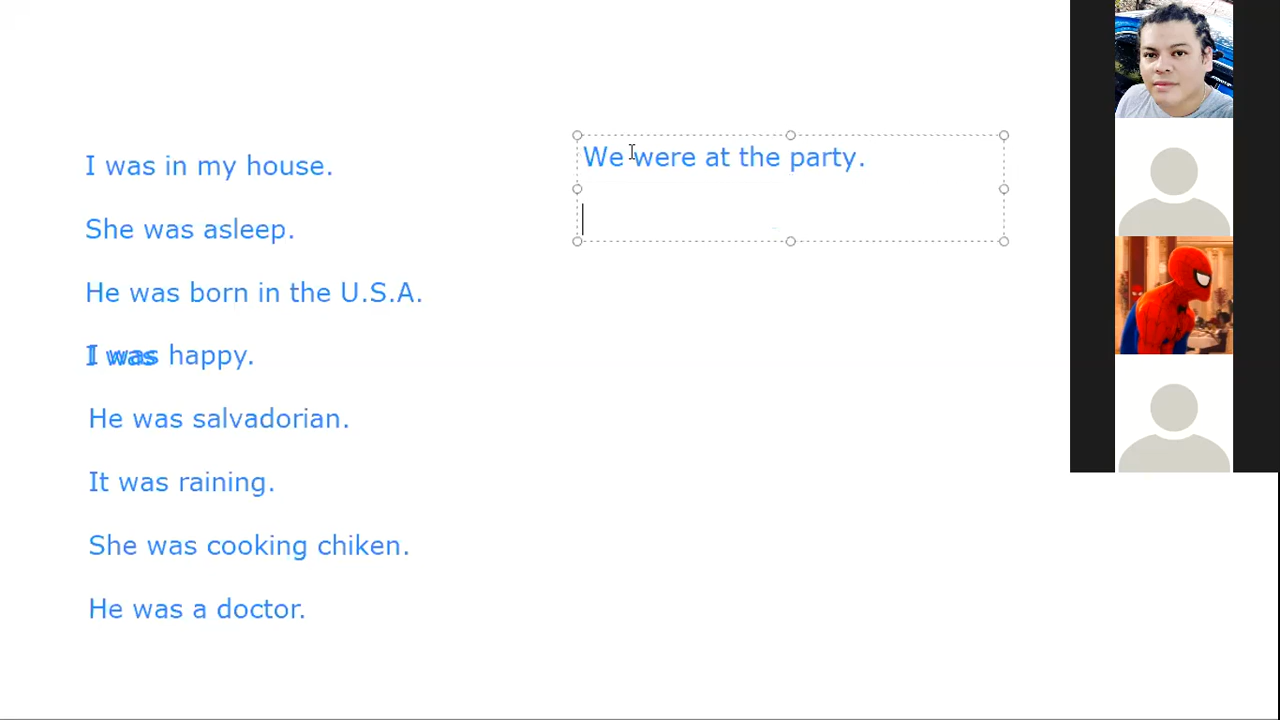 I was in my house.
She was asleep.
He was born in the U.S.A.
I was happy.
He was salvadorian.
It was raining.
She was cooking chiken.
He was a doctor.
We were at the party.